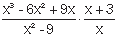 x³ - 6x² + 9x / x² - 9 · x + 3 / x